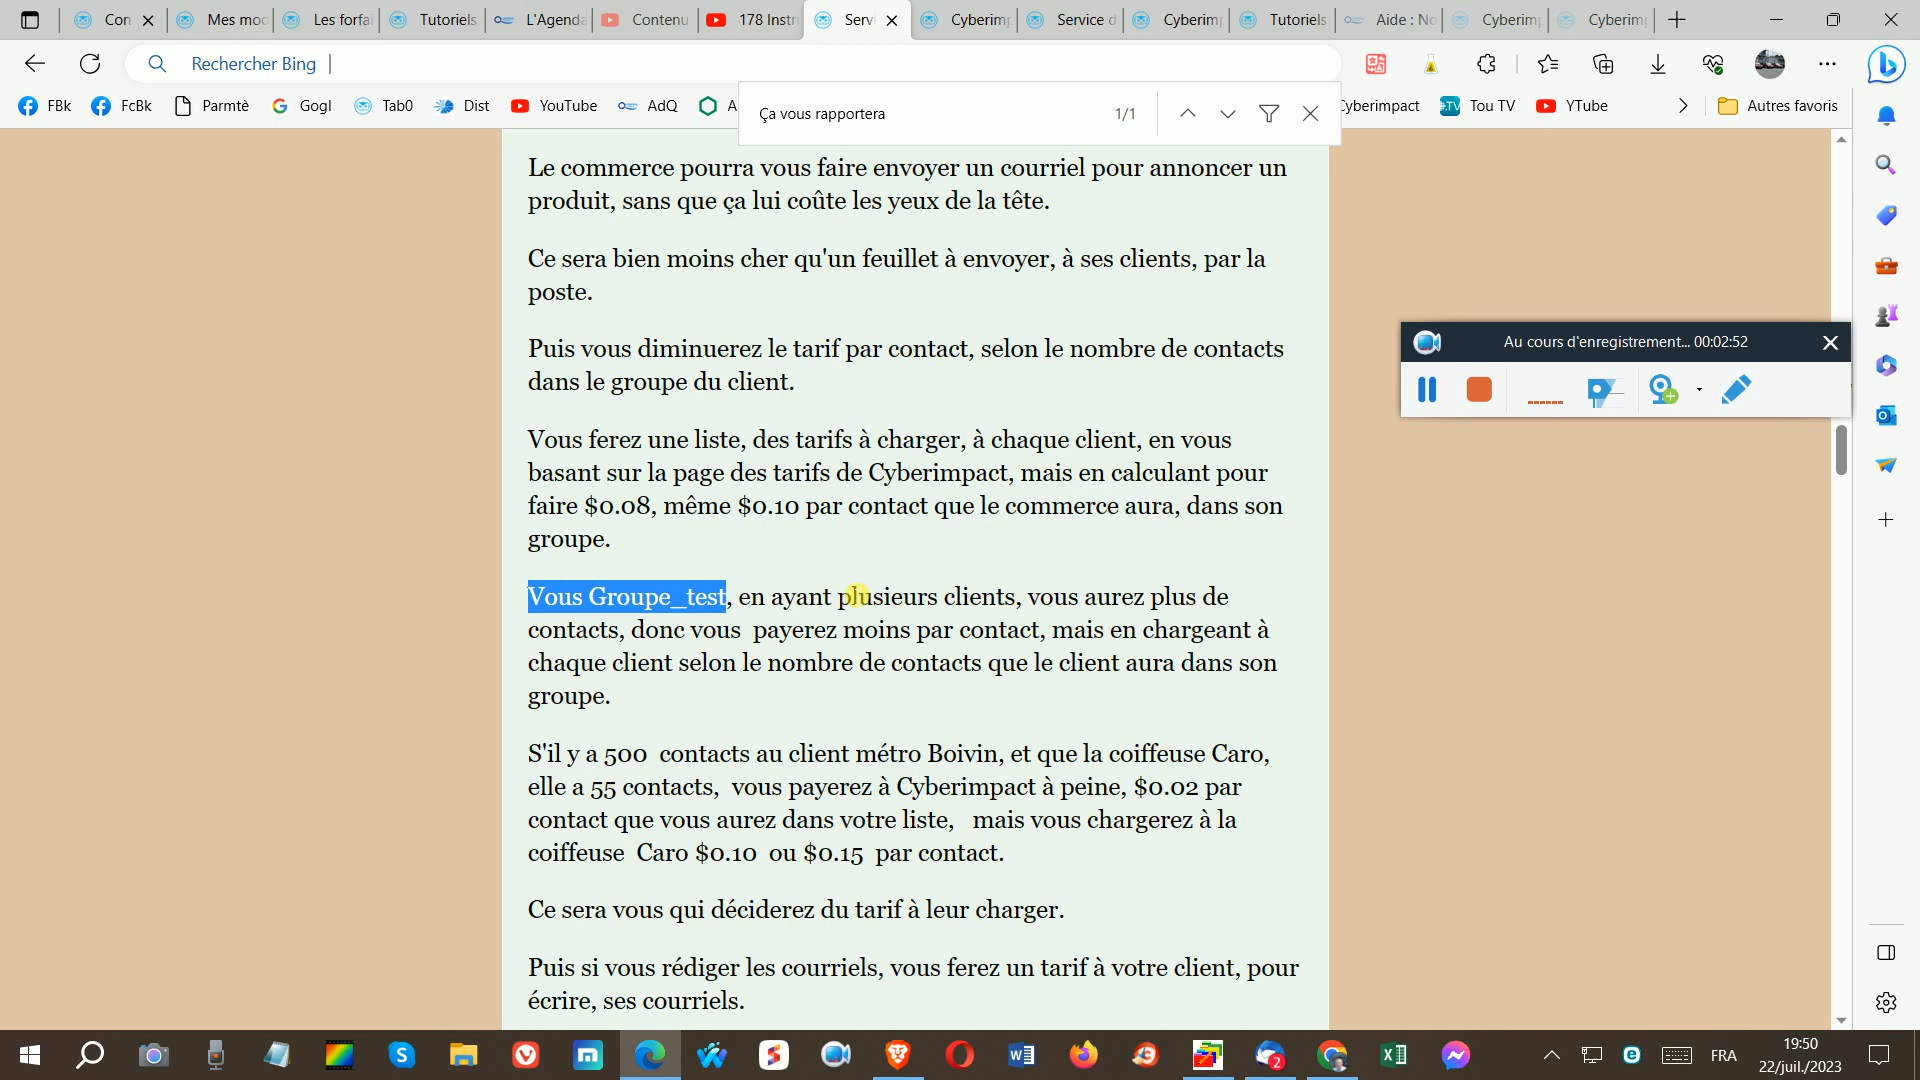 Con
Mes mo
Les forfai
Tutoriels
L'Agenda
Contenu
178 Instr
Servi
Cyberimp
Service d
Cyberimp
Tutoriels
Aide : No
Cyberimp
Cyberimp
Rechercher Bing
FBk
FcBk
Parmtè
Gogl
Tab0
Dist
YouTube
AdQ
A
Ça vous rapportera
1/1
Cyberimpact
Tou TV
YTube
Autres favoris
Le commerce pourra vous faire envoyer un courriel pour annoncer un
produit, sans que ça lui coûte les yeux de la tête.
Ce sera bien moins cher qu'un feuillet à envoyer, à ses clients, par la
poste.
Puis vous diminuerez le tarif par contact, selon le nombre de contacts
dans le groupe du client.
Vous ferez une liste, des tarifs à charger, à chaque client, en vous
basant sur la page des tarifs de Cyberimpact, mais en calculant pour
faire $0.08, même $0.10 par contact que le commerce aura, dans son
groupe.
Vous Groupe_test, en ayant plusieurs clients, vous aurez plus de
contacts, donc vous payerez moins par contact, mais en chargeant à
chaque client selon le nombre de contacts que le client aura dans son
groupe.
S'il y a 500 contacts au client métro Boivin, et que la coiffeuse Caro,
elle a 55 contacts, vous payerez à Cyberimpact à peine, $0.02 par
contact que vous aurez dans votre liste, mais vous chargerez à la
coiffeuse Caro $0.10 ou $0.15 par contact.
Ce sera vous qui déciderez du tarif à leur charger.
Puis si vous rédiger les courriels, vous ferez un tarif à votre client, pour
écrire, ses courriels.
Au cours d'enregistrement... 00:02:52
FRA
19:50
22/juil./2023